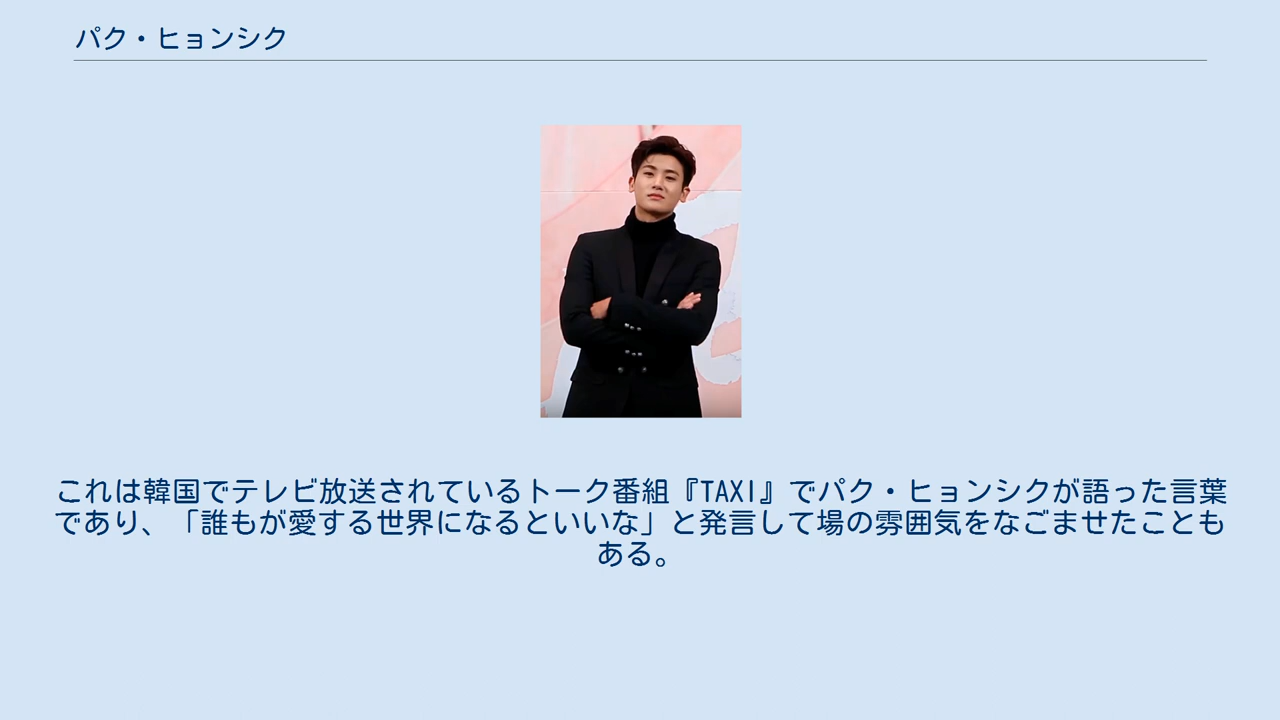 パク・ヒョンシク
これは韓国でテレビ放送されているトーク番組『TAXI』でパク・ヒョンシクが語った言葉
であり、「誰もが愛する世界になるといいな」と発言して場の雰囲気をなごませたことも
ある。